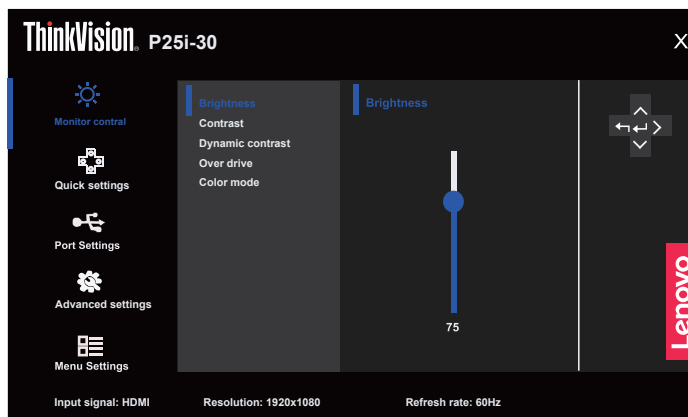 ThinkVision P25i-30
X
Monitor contral
Quick settings
Port Settings
Advanced settings
Menu Settings
Brightness
Contrast
Dynamic contrast
Over drive
Color mode
Brightness
75
Lenovo
Input signal: HDMI Resolution: 1920x1080 Refresh rate: 60Hz